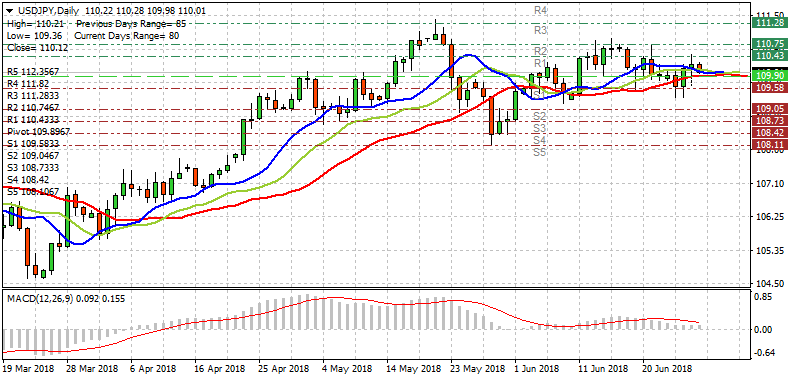 USDJPY,Daily 110.22 110.28 109.98 110.01
High= 110.21 Previous Days Range= 85
Low= 109.36 Current Days Range= 80
Close= 110.12
R5 112.3567
R4 111.82
R3 111.2833
R2 110.7467
R1 110.4333
Pivot 109.8967
S1 109.5833
S2 109.0467
S3 108.7333
S4 108.42
S5 108.1067
R4
R3
R2
R1
S1
S2
S3
S4
S5
111.50
111.28
110.75
110.43
109.90
109.58
109.05
108.73
108.42
108.11
108.00
107.10
106.25
105.35
104.50
MACD(12,26,9) 0.092 0.155
0.85
0.00
-0.64
19 Mar 2018 28 Mar 2018 6 Apr 2018 16 Apr 2018 25 Apr 2018 4 May 2018 14 May 2018 23 May 2018 1 Jun 2018 11 Jun 2018 20 Jun 2018